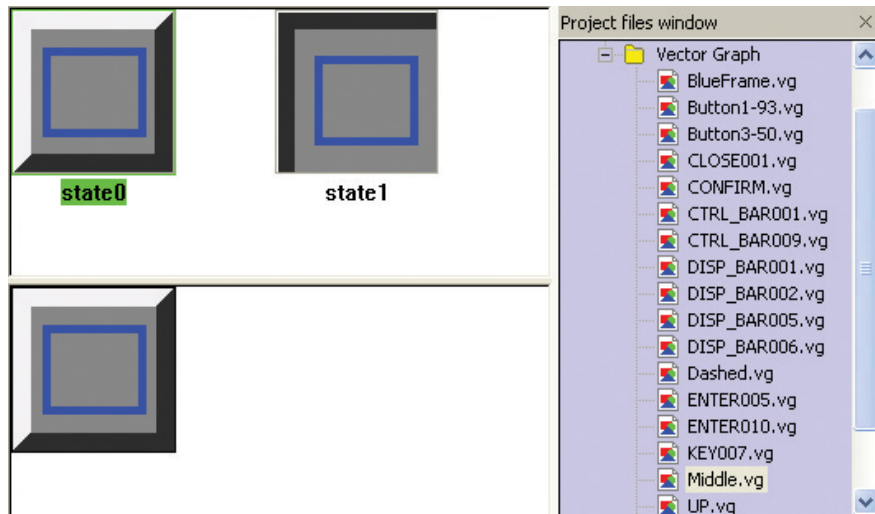 state0
state1
Project files window
Vector Graph
BlueFrame.vg
Button1-93.vg
Button3-50.vg
CLOSE001.vg
CONFIRM.vg
CTRL_BAR001.vg
CTRL_BAR009.vg
DISP_BAR001.vg
DISP_BAR002.vg
DISP_BAR005.vg
DISP_BAR006.vg
Dashed.vg
ENTER005.vg
ENTER010.vg
KEY007.vg
Middle.vg
UP.vg